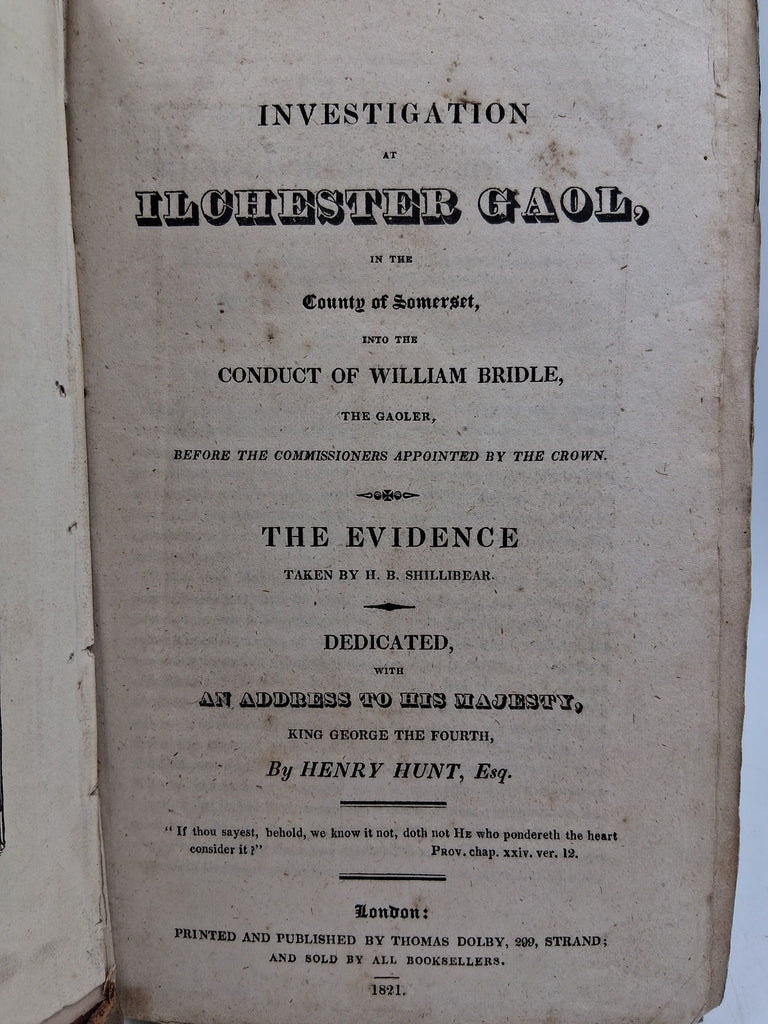 INVESTIGATION
AT
ILCHESTER GAOL,
IN THE
County of Somerset,
INTO THE
CONDUCT OF WILLIAM BRIDLE,
THE GAOLER,
BEFORE THE COMMISSIONERS APPOINTED BY THE CROWN.
THE EVIDENCE
TAKEN BY H. B. SHILLIBEAR.
DEDICATED,
WITH
AN ADDRESS TO HIS MAJESTY,
KING GEORGE THE FOURTH,
By HENRY HUNT, Esq.
" If thou sayest, behold, we know it not, doth not HE who pondereth the heart
consider it?" PROV. chap. xxiv. ver. 12.
London:
PRINTED AND PUBLISHED BY THOMAS DOLBY, 299, STRAND;
AND SOLD BY ALL BOOKSELLERS.
1821.